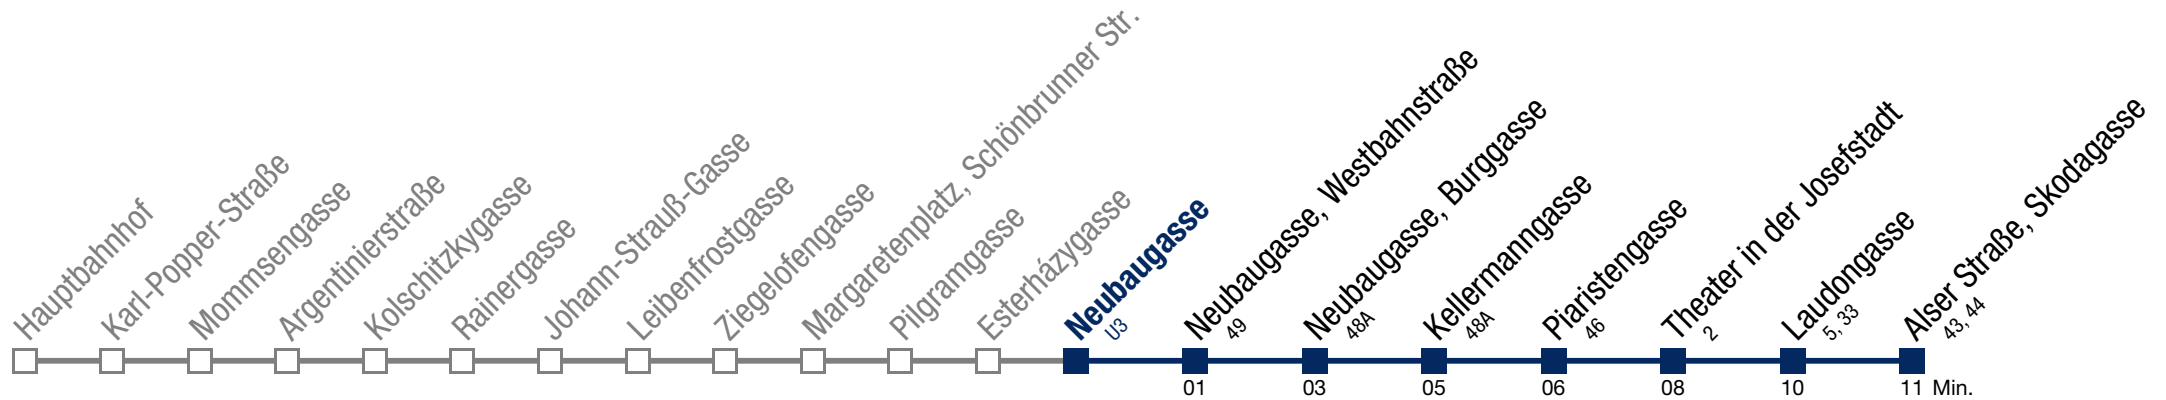 Hauptbahnhof
Karl-Popper-Straße
Mommsengasse
Argentinierstraße
Kolschitzkygasse
Rainergasse
Johann-Strauß-Gasse
Leibenfrostgasse
Ziegelofengasse
Margaretenplatz, Schönbrunner Str.
Pilgramgasse
Esterházygasse
Neubaugasse
U3
Neubaugasse, Westbahnstraße
49
Neubaugasse, Burggasse
48A
Kellermanngasse
48A
Piaristengasse
46
Theater in der Josefstadt
2
Laudongasse
5, 33
Alser Straße, Skodagasse
43, 44
01 03 05 06 08 10 11 Min.